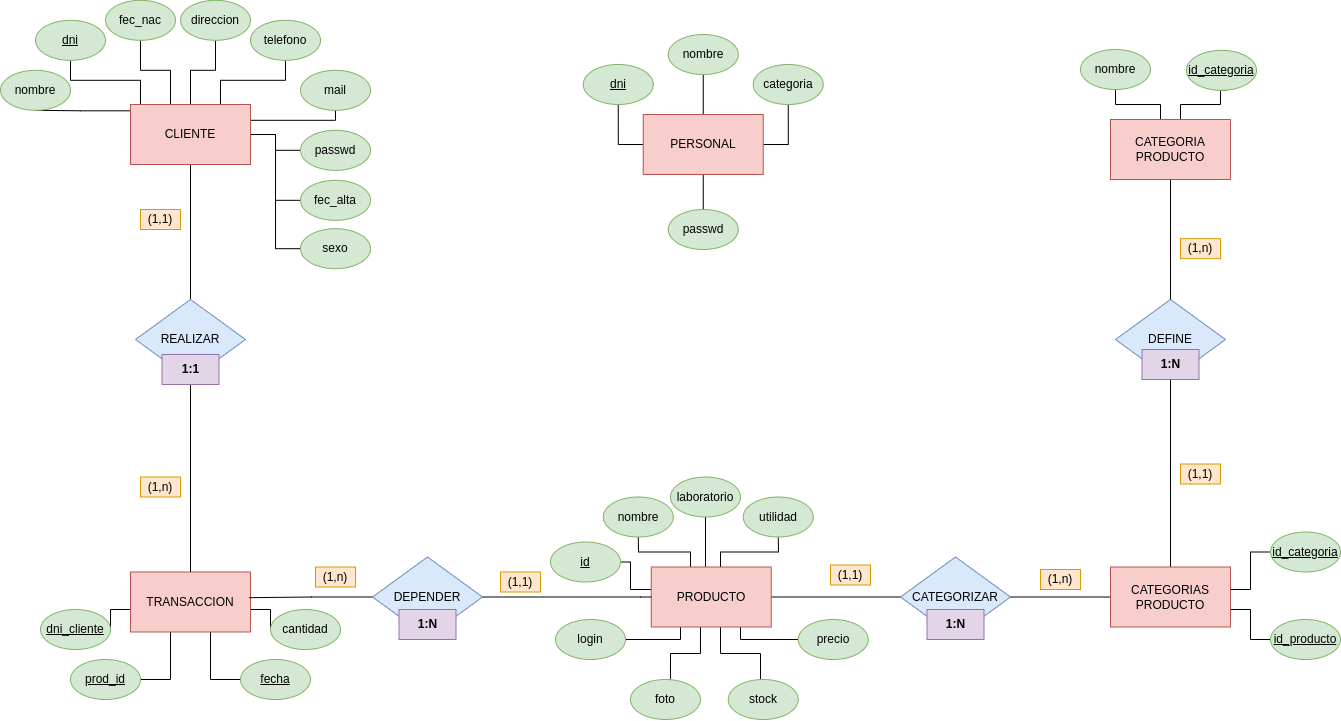 fec_nac
direccion
dni
telefono
nombre
mail
CLIENTE
passwd
fec_alta
sexo
(1,1)
REALIZAR
1:1
(1,n)
TRANSACCION
dni_cliente
cantidad
prod_id
fecha
(1,n)
DEPENDER
1:N
(1,1)
nombre
dni
categoria
PERSONAL
passwd
laboratorio
nombre
utilidad
id
PRODUCTO
login
precio
foto
stock
(1,1)
CATEGORIZAR
1:N
(1,n)
nombre
id_categoria
CATEGORIA
PRODUCTO
(1,n)
DEFINE
1:N
(1,1)
id_categoria
CATEGORIAS
PRODUCTO
id_producto